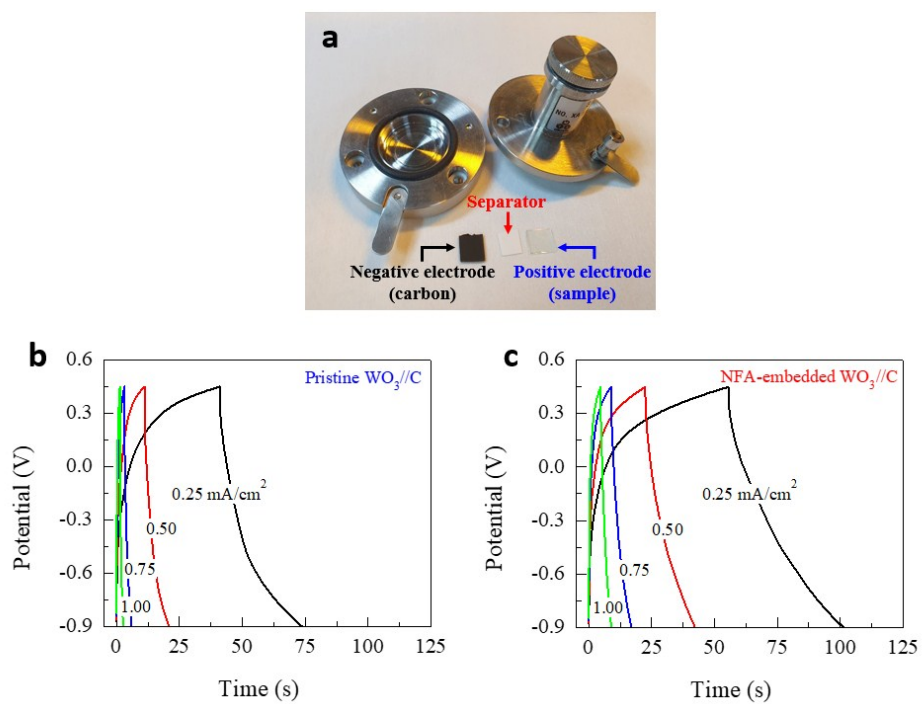 a
NO.
Separator
Negative electrode
(carbon)
Positive electrode
(sample)
b
Pristine WO₃//C
0.6
0.3
0.0
-0.3
-0.6
-0.9
Potential (V)
0.25 mA/cm²
0.50
0.75
1.00
0 25 50 75 100 125
Time (s)
c
NFA-embedded WO₃//C
0.6
0.3
0.0
-0.3
-0.6
-0.9
Potential (V)
0.25 mA/cm²
0.50
0.75
1.00
0 25 50 75 100 125
Time (s)